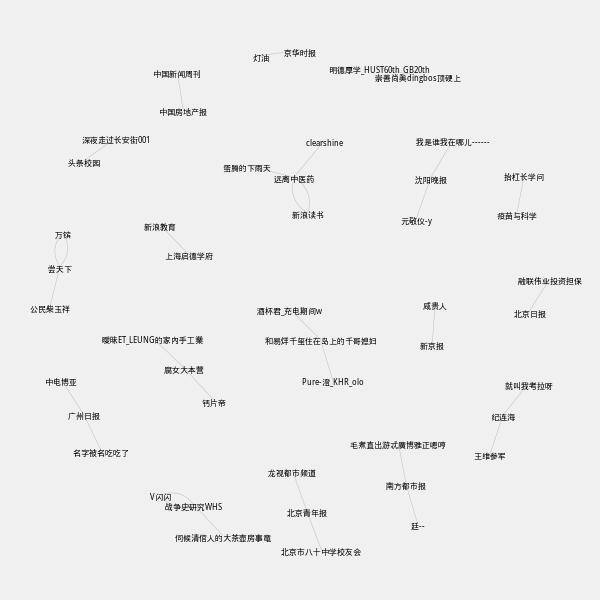 京华时报
灯油
明德厚学_HUST60th_GB20th
中国新闻周刊
崇善尚美dingbos顶硬上
中国房地产报
深夜走过长安街001
clearshine
我是谁我在哪儿------
头条校园
蛋腾的下雨天
远离中医药
沈阳晚报
抬杠长学问
新浪读书
疫苗与科学
元敬仪-y
新浪教育
万镔
上海启德学府
尝天下
融联伟业投资担保
公民柴玉祥
咸贵人
酒杯君_充电期间w
北京日报
曖昧ET_LEUNG的家內手工業
和易烊千玺住在岛上的千哥媳妇
新京报
腐女大本营
中电博亚
Pure-澄_KHR_olo
就叫我考拉呀
钙片帝
广州日报
纪连海
毛煮直出游忒廣博雅正嗯哼
名字被名吃吃了
王维参军
龙视都市频道
南方都市报
V闪闪
战争史研究WHS
北京青年报
廷--
伺候清信人的大茶壶房事竜
北京市八十中学校友会